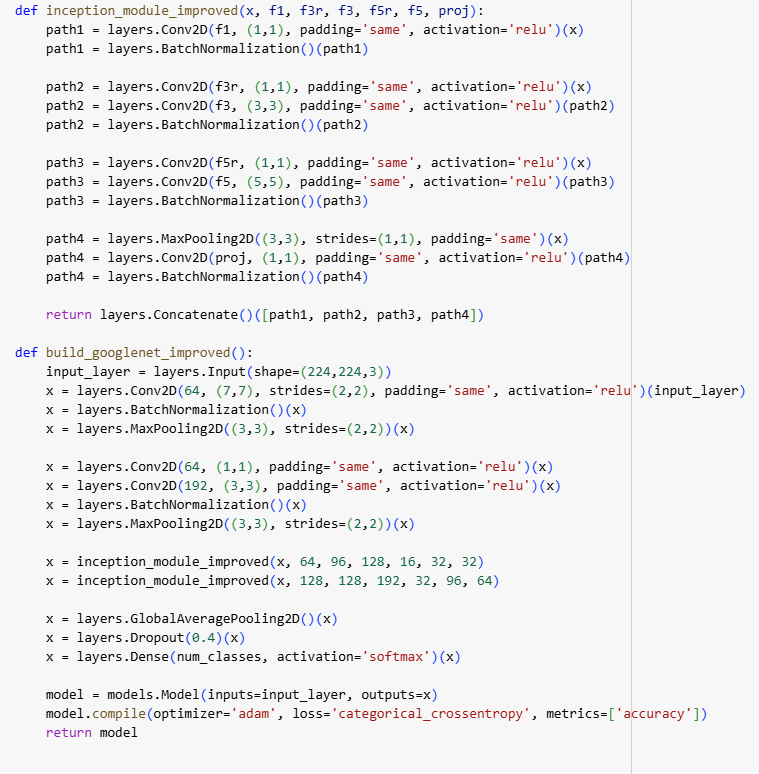 def inception_module_improved(x, f1, f3r, f3, f5r, f5, proj):
    path1 = layers.Conv2D(f1, (1,1), padding='same', activation='relu')(x)
    path1 = layers.BatchNormalization()(path1)

    path2 = layers.Conv2D(f3r, (1,1), padding='same', activation='relu')(x)
    path2 = layers.Conv2D(f3, (3,3), padding='same', activation='relu')(path2)
    path2 = layers.BatchNormalization()(path2)

    path3 = layers.Conv2D(f5r, (1,1), padding='same', activation='relu')(x)
    path3 = layers.Conv2D(f5, (5,5), padding='same', activation='relu')(path3)
    path3 = layers.BatchNormalization()(path3)

    path4 = layers.MaxPooling2D((3,3), strides=(1,1), padding='same')(x)
    path4 = layers.Conv2D(proj, (1,1), padding='same', activation='relu')(path4)
    path4 = layers.BatchNormalization()(path4)

    return layers.Concatenate()([path1, path2, path3, path4])

def build_googlenet_improved():
    input_layer = layers.Input(shape=(224,224,3))
    x = layers.Conv2D(64, (7,7), strides=(2,2), padding='same', activation='relu')(input_layer)
    x = layers.BatchNormalization()(x)
    x = layers.MaxPooling2D((3,3), strides=(2,2))(x)

    x = layers.Conv2D(64, (1,1), padding='same', activation='relu')(x)
    x = layers.Conv2D(192, (3,3), padding='same', activation='relu')(x)
    x = layers.BatchNormalization()(x)
    x = layers.MaxPooling2D((3,3), strides=(2,2))(x)

    x = inception_module_improved(x, 64, 96, 128, 16, 32, 32)
    x = inception_module_improved(x, 128, 128, 192, 32, 96, 64)

    x = layers.GlobalAveragePooling2D()(x)
    x = layers.Dropout(0.4)(x)
    x = layers.Dense(num_classes, activation='softmax')(x)

    model = models.Model(inputs=input_layer, outputs=x)
    model.compile(optimizer='adam', loss='categorical_crossentropy', metrics=['accuracy'])
    return model